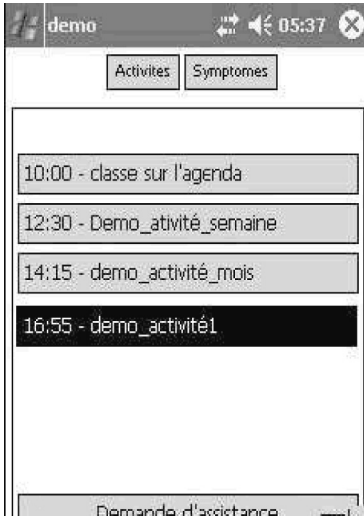 demo 05:37
Activites Symptomes
10:00 - classe sur l'agenda
12:30 - Demo_ativité_semaine
14:15 - demo_activité_mois
16:55 - demo_activité1
Demande d'assistance